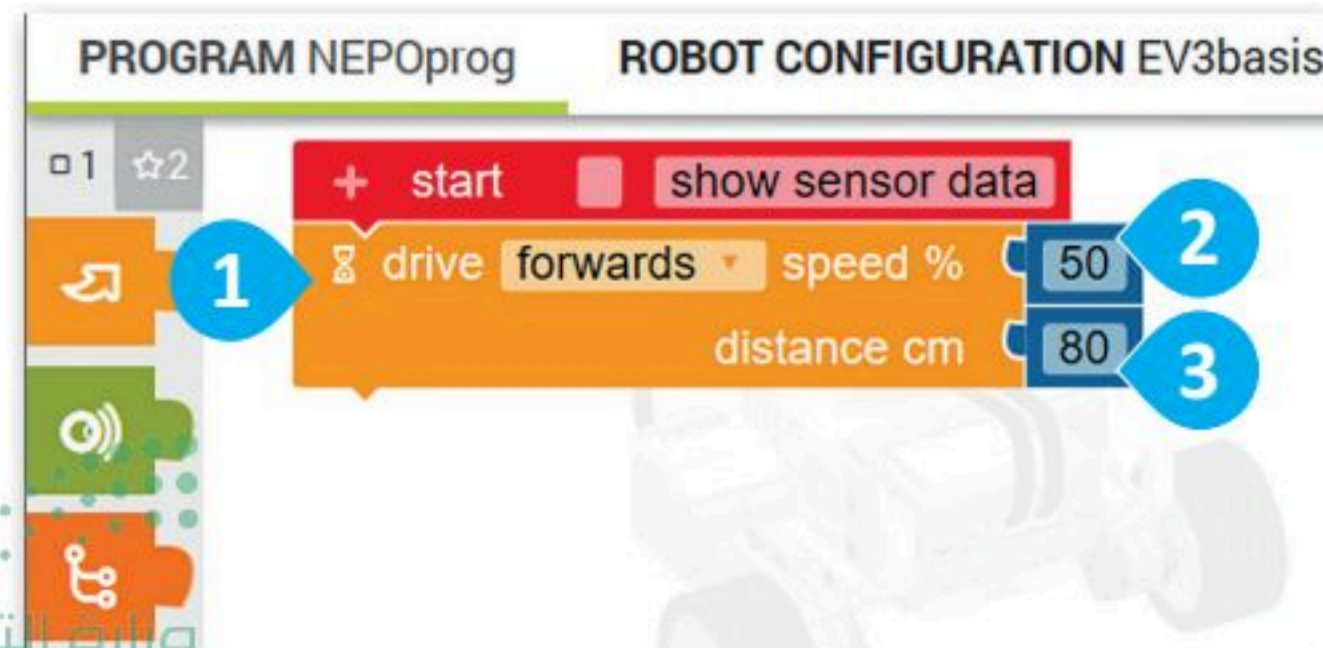 PROGRAM NEPOprog ROBOT CONFIGURATION EV3basis
1 2
+ start show sensor data
1 drive forwards speed % 50 2
distance cm 80 3